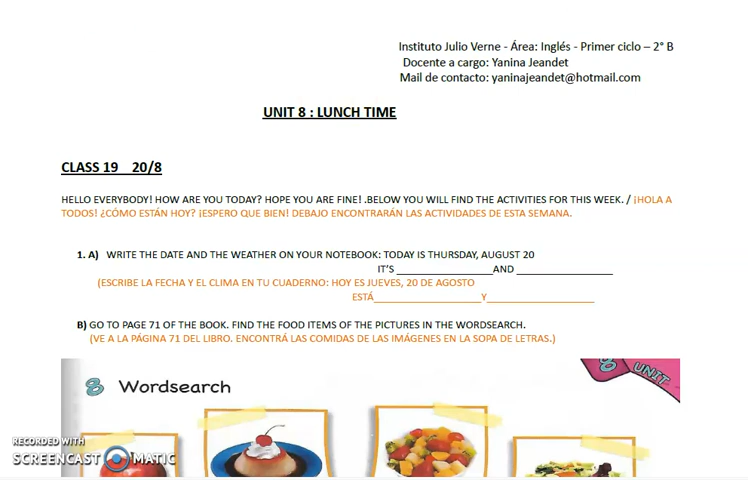 Instituto Julio Verne - Área: Inglés - Primer ciclo – 2° B
Docente a cargo: Yanina Jeandet
Mail de contacto: yaninajeandet@hotmail.com
UNIT 8 : LUNCH TIME
CLASS 19 20/8
HELLO EVERYBODY! HOW ARE YOU TODAY? HOPE YOU ARE FINE! .BELOW YOU WILL FIND THE ACTIVITIES FOR THIS WEEK. / ¡HOLA A
TODOS! ¿CÓMO ESTÁN HOY? ¡ESPERO QUE BIEN! DEBAJO ENCONTRARÁN LAS ACTIVIDADES DE ESTA SEMANA.
1. A) WRITE THE DATE AND THE WEATHER ON YOUR NOTEBOOK: TODAY IS THURSDAY, AUGUST 20
IT'S __________________AND __________________
(ESCRIBE LA FECHA Y EL CLIMA EN TU CUADERNO: HOY ES JUEVES, 20 DE AGOSTO
ESTÁ____________________Y____________________
B) GO TO PAGE 71 OF THE BOOK. FIND THE FOOD ITEMS OF THE PICTURES IN THE WORDSEARCH.
(VE A LA PÁGINA 71 DEL LIBRO. ENCONTRÁ LAS COMIDAS DE LAS IMÁGENES EN LA SOPA DE LETRAS.)
8 Wordsearch
8 UNIT
RECORDED WITH
SCREENCAST MATIC